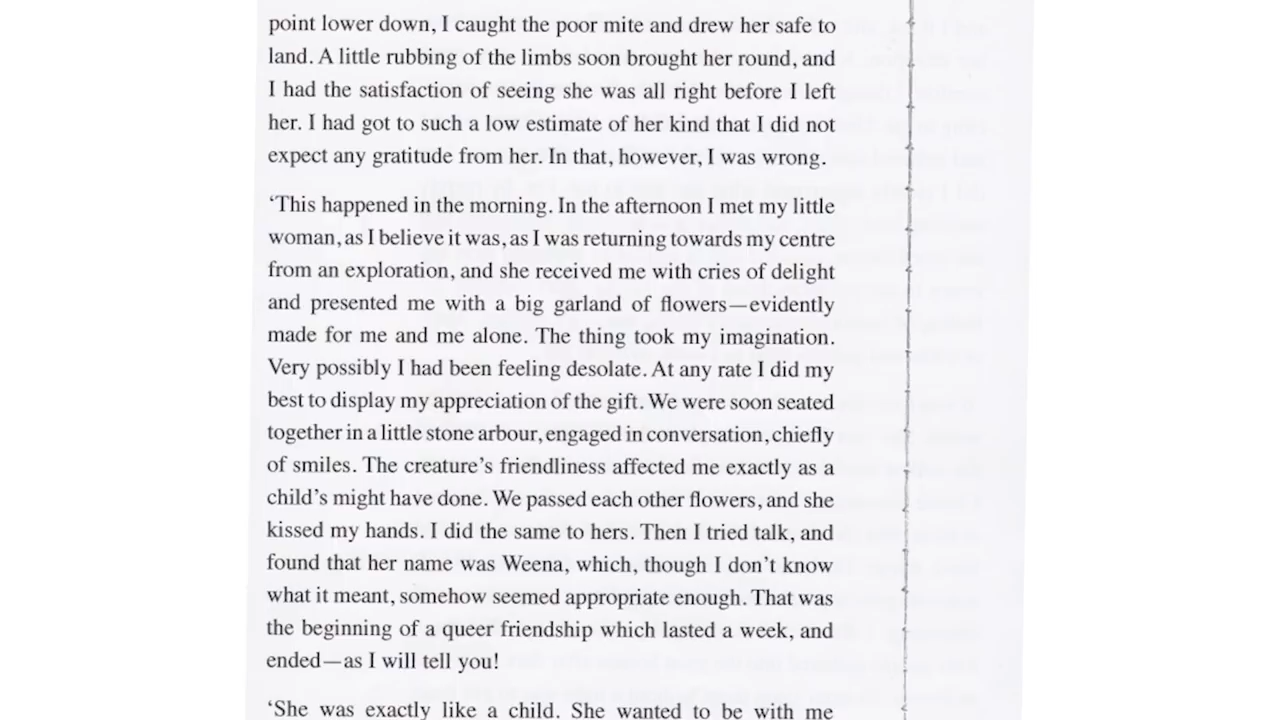 point lower down, I caught the poor mite and drew her safe to
land. A little rubbing of the limbs soon brought her round, and
I had the satisfaction of seeing she was all right before I left
her. I had got to such a low estimate of her kind that I did not
expect any gratitude from her. In that, however, I was wrong.
‘This happened in the morning. In the afternoon I met my little
woman, as I believe it was, as I was returning towards my centre
from an exploration, and she received me with cries of delight
and presented me with a big garland of flowers—evidently
made for me and me alone. The thing took my imagination.
Very possibly I had been feeling desolate. At any rate I did my
best to display my appreciation of the gift. We were soon seated
together in a little stone arbour, engaged in conversation, chiefly
of smiles. The creature’s friendliness affected me exactly as a
child’s might have done. We passed each other flowers, and she
kissed my hands. I did the same to hers. Then I tried talk, and
found that her name was Weena, which, though I don’t know
what it meant, somehow seemed appropriate enough. That was
the beginning of a queer friendship which lasted a week, and
ended—as I will tell you!
‘She was exactly like a child. She wanted to be with me